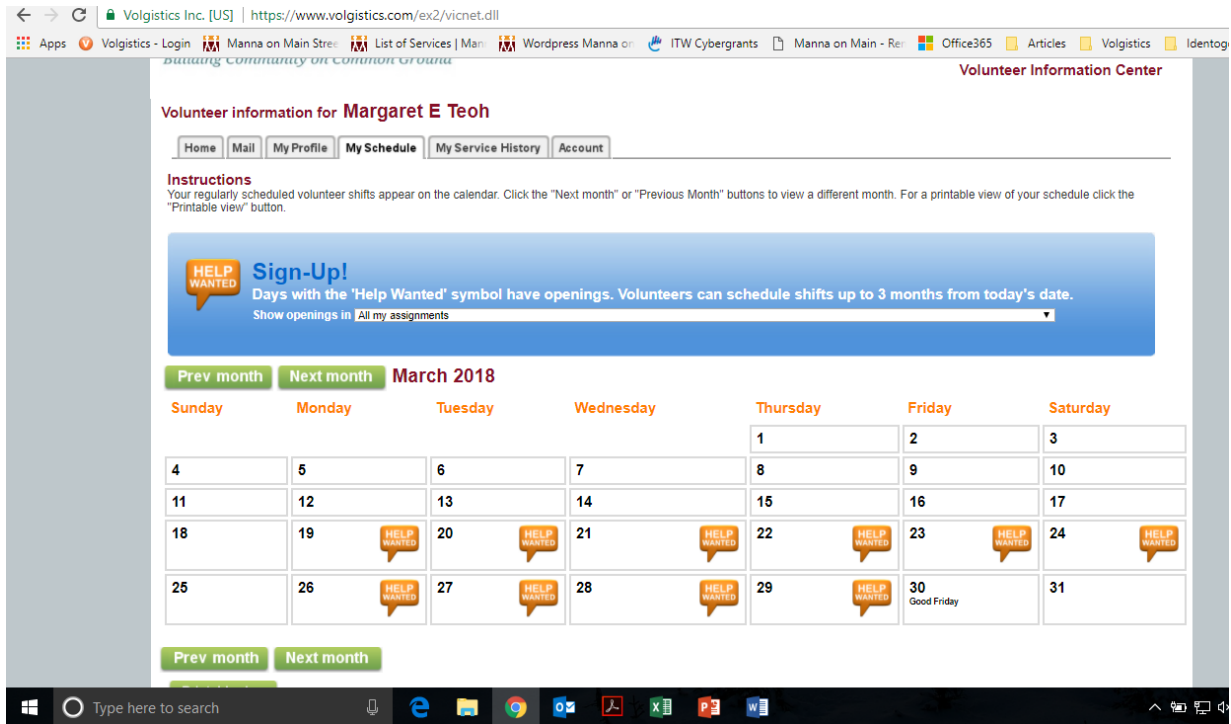 Volgistics Inc. [US] | https://www.volgistics.com/ex2/vicnet.dll
Apps Volgistics - Login Manna on Main Stree List of Services | Man Wordpress Manna on ITW Cybergrants Manna on Main - Re Office365 Articles Volgistics Identog
Building Community on Common Ground
Volunteer Information Center
Volunteer information for Margaret E Teoh
Home Mail My Profile My Schedule My Service History Account
Instructions
Your regularly scheduled volunteer shifts appear on the calendar. Click the "Next month" or "Previous Month" buttons to view a different month. For a printable view of your schedule click the
"Printable view" button.
HELP
WANTED
Sign-Up!
Days with the 'Help Wanted' symbol have openings. Volunteers can schedule shifts up to 3 months from today's date.
Show openings in All my assignments
Prev month Next month March 2018
Sunday Monday Tuesday Wednesday Thursday Friday Saturday
1 2 3
4 5 6 7 8 9 10
11 12 13 14 15 16 17
18 19 HELP WANTED 20 HELP WANTED 21 HELP WANTED 22 HELP WANTED 23 HELP WANTED 24 HELP WANTED
25 26 HELP WANTED 27 HELP WANTED 28 HELP WANTED 29 HELP WANTED 30 31
Good Friday
Prev month Next month
Type here to search